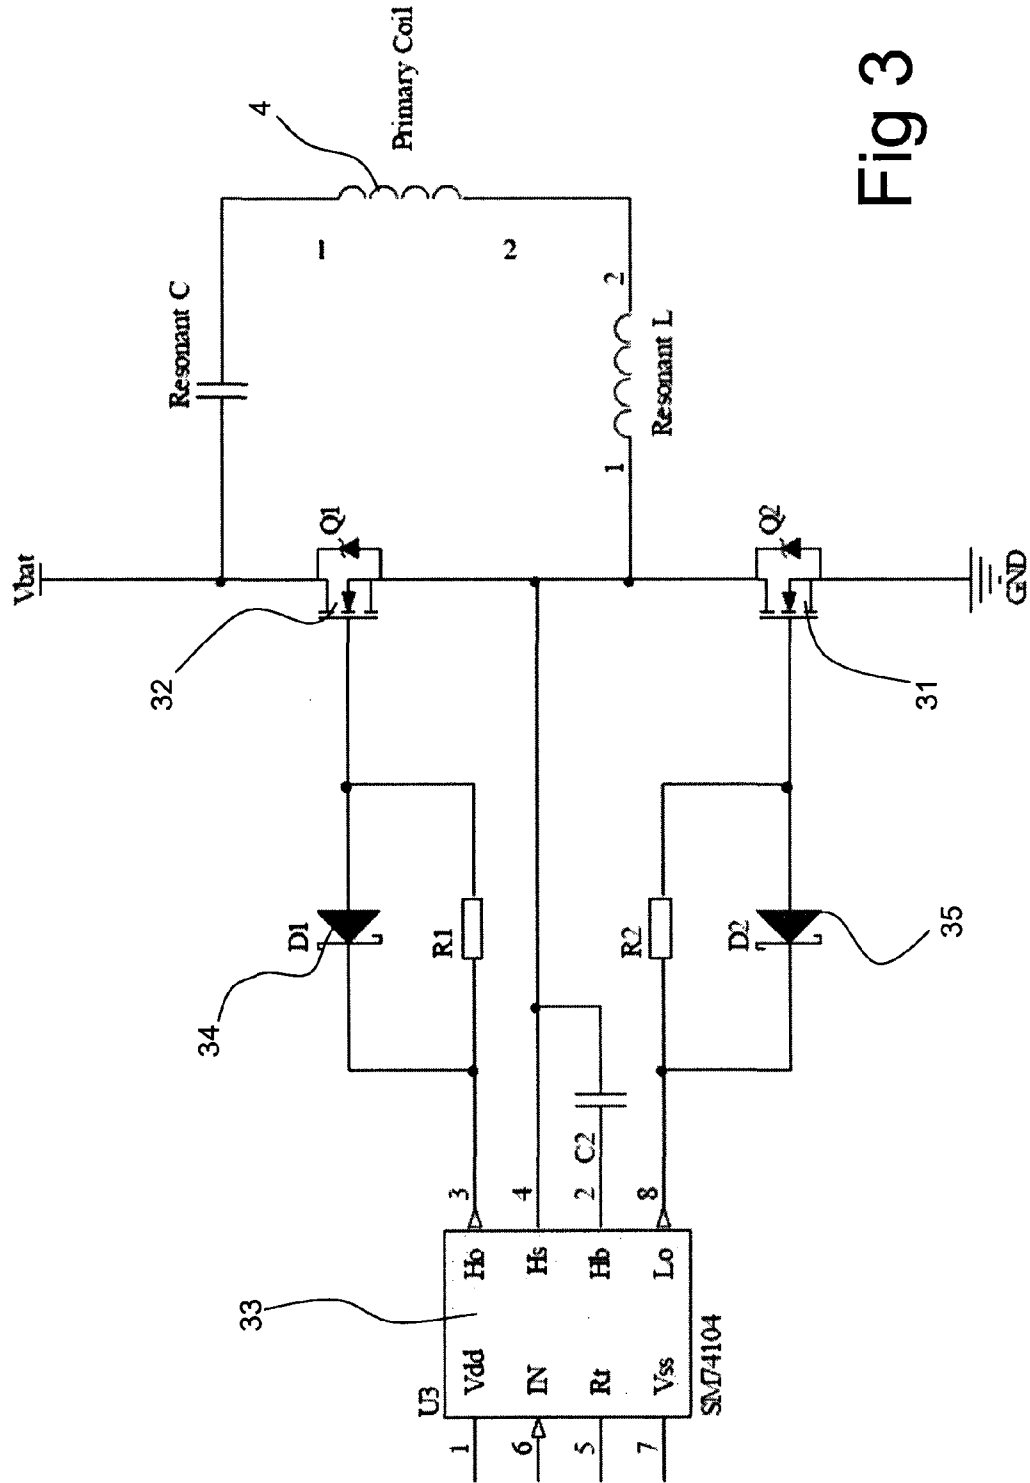 Vbat
Resonant C
4
Primary Coil
1
2
32
Q1
1
2
Resonant L
Q2
31
GND
34
D1
R1
R2
D2
35
C2
3
4
2
8
33
U3
Vdd
IN
Rt
Vss
Ho
Hs
Hb
Lo
SM74104
1
6
5
7
Fig 3